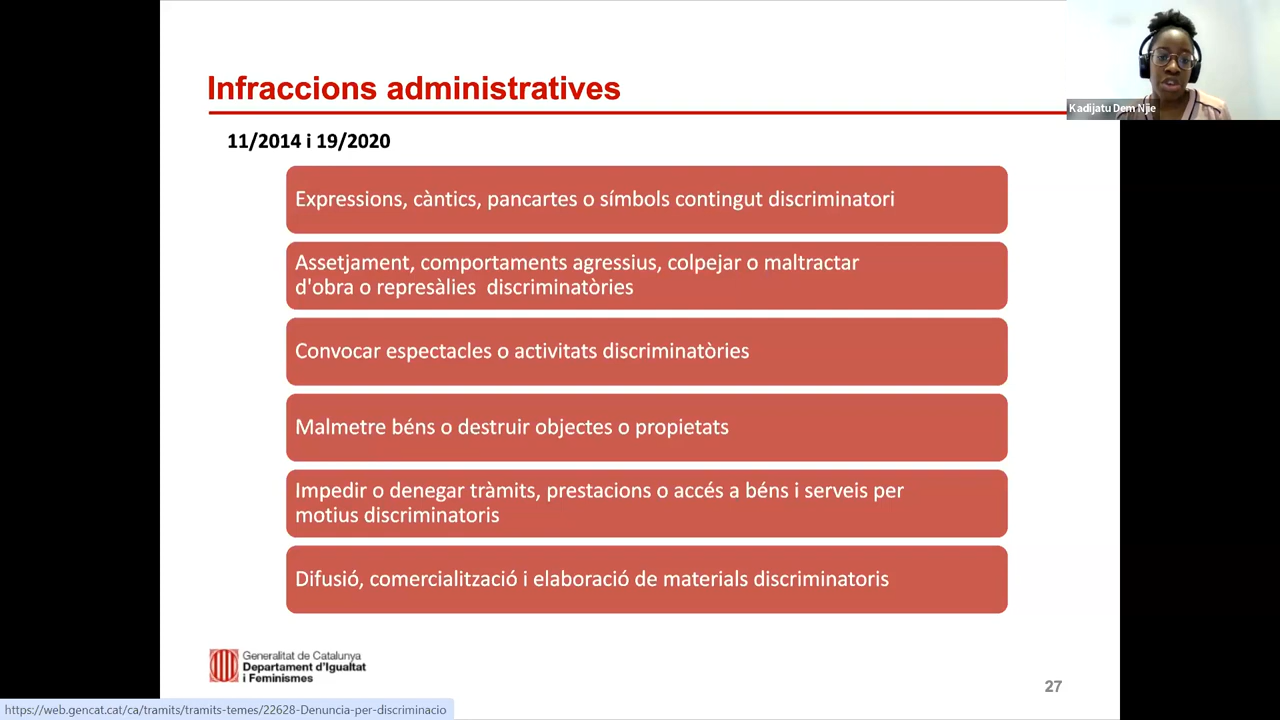 Infraccions administratives
Kadijatu Dem Njie
11/2014 i 19/2020
Expressions, càntics, pancartes o símbols contingut discriminatori
Assetjament, comportaments agressius, colpejar o maltractar
d'obra o represàlies  discriminatòries
Convocar espectacles o activitats discriminatòries
Malmetre béns o destruir objectes o propietats
Impedir o denegar tràmits, prestacions o accés a béns i serveis per
motius discriminatoris
Difusió, comercialització i elaboració de materials discriminatoris
Generalitat de Catalunya
Departament d'Igualtat
i Feminismes
27
https://web.gencat.cat/ca/tramits/tramits-temes/22628-Denuncia-per-discriminacio